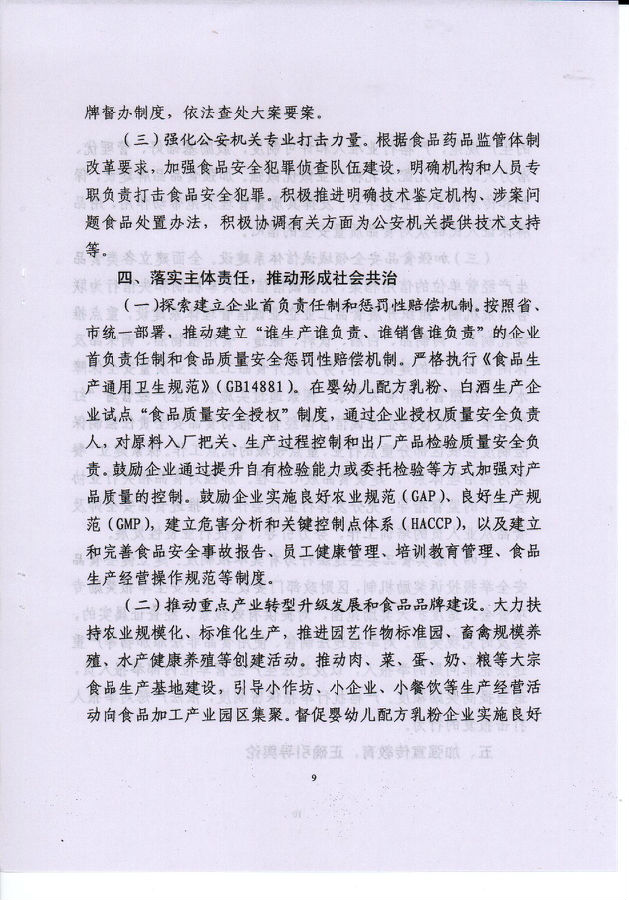 牌督办制度，依法查处大案要案。
（三）强化公安机关专业打击力量。根据食品药品监管体制
改革要求，加强食品安全犯罪侦查队伍建设，明确机构和人员专
职负责打击食品安全犯罪。积极推进明确技术鉴定机构、涉案问
题食品处置办法，积极协调有关方面为公安机关提供技术支持
等。
四、落实主体责任，推动形成社会共治
（一）探索建立企业首负责任制和惩罚性赔偿机制。按照省、
市统一部署，推动建立“谁生产谁负责、谁销售谁负责”的企业
首负责任制和食品质量安全惩罚性赔偿机制。严格执行《食品生
产通用卫生规范》（GB14881）。在婴幼儿配方乳粉、白酒生产企
业试点“食品质量安全授权”制度，通过企业授权质量安全负责
人，对原料入厂把关、生产过程控制和出厂产品检验质量安全负
责。鼓励企业通过提升自有检验能力或委托检验等方式加强对产
品质量的控制。鼓励企业实施良好农业规范（GAP）、良好生产规
范（GMP），建立危害分析和关键控制点体系（HACCP），以及建立
和完善食品安全事故报告、员工健康管理、培训教育管理、食品
生产经营操作规范等制度。
（二）推动重点产业转型升级发展和食品品牌建设。大力扶
持农业规模化、标准化生产，推进园艺作物标准园、畜禽规模养
殖、水产健康养殖等创建活动。推动肉、菜、蛋、奶、粮等大宗
食品生产基地建设，引导小作坊、小企业、小餐饮等生产经营活
动向食品加工产业园区集聚。督促婴幼儿配方乳粉企业实施良好
9